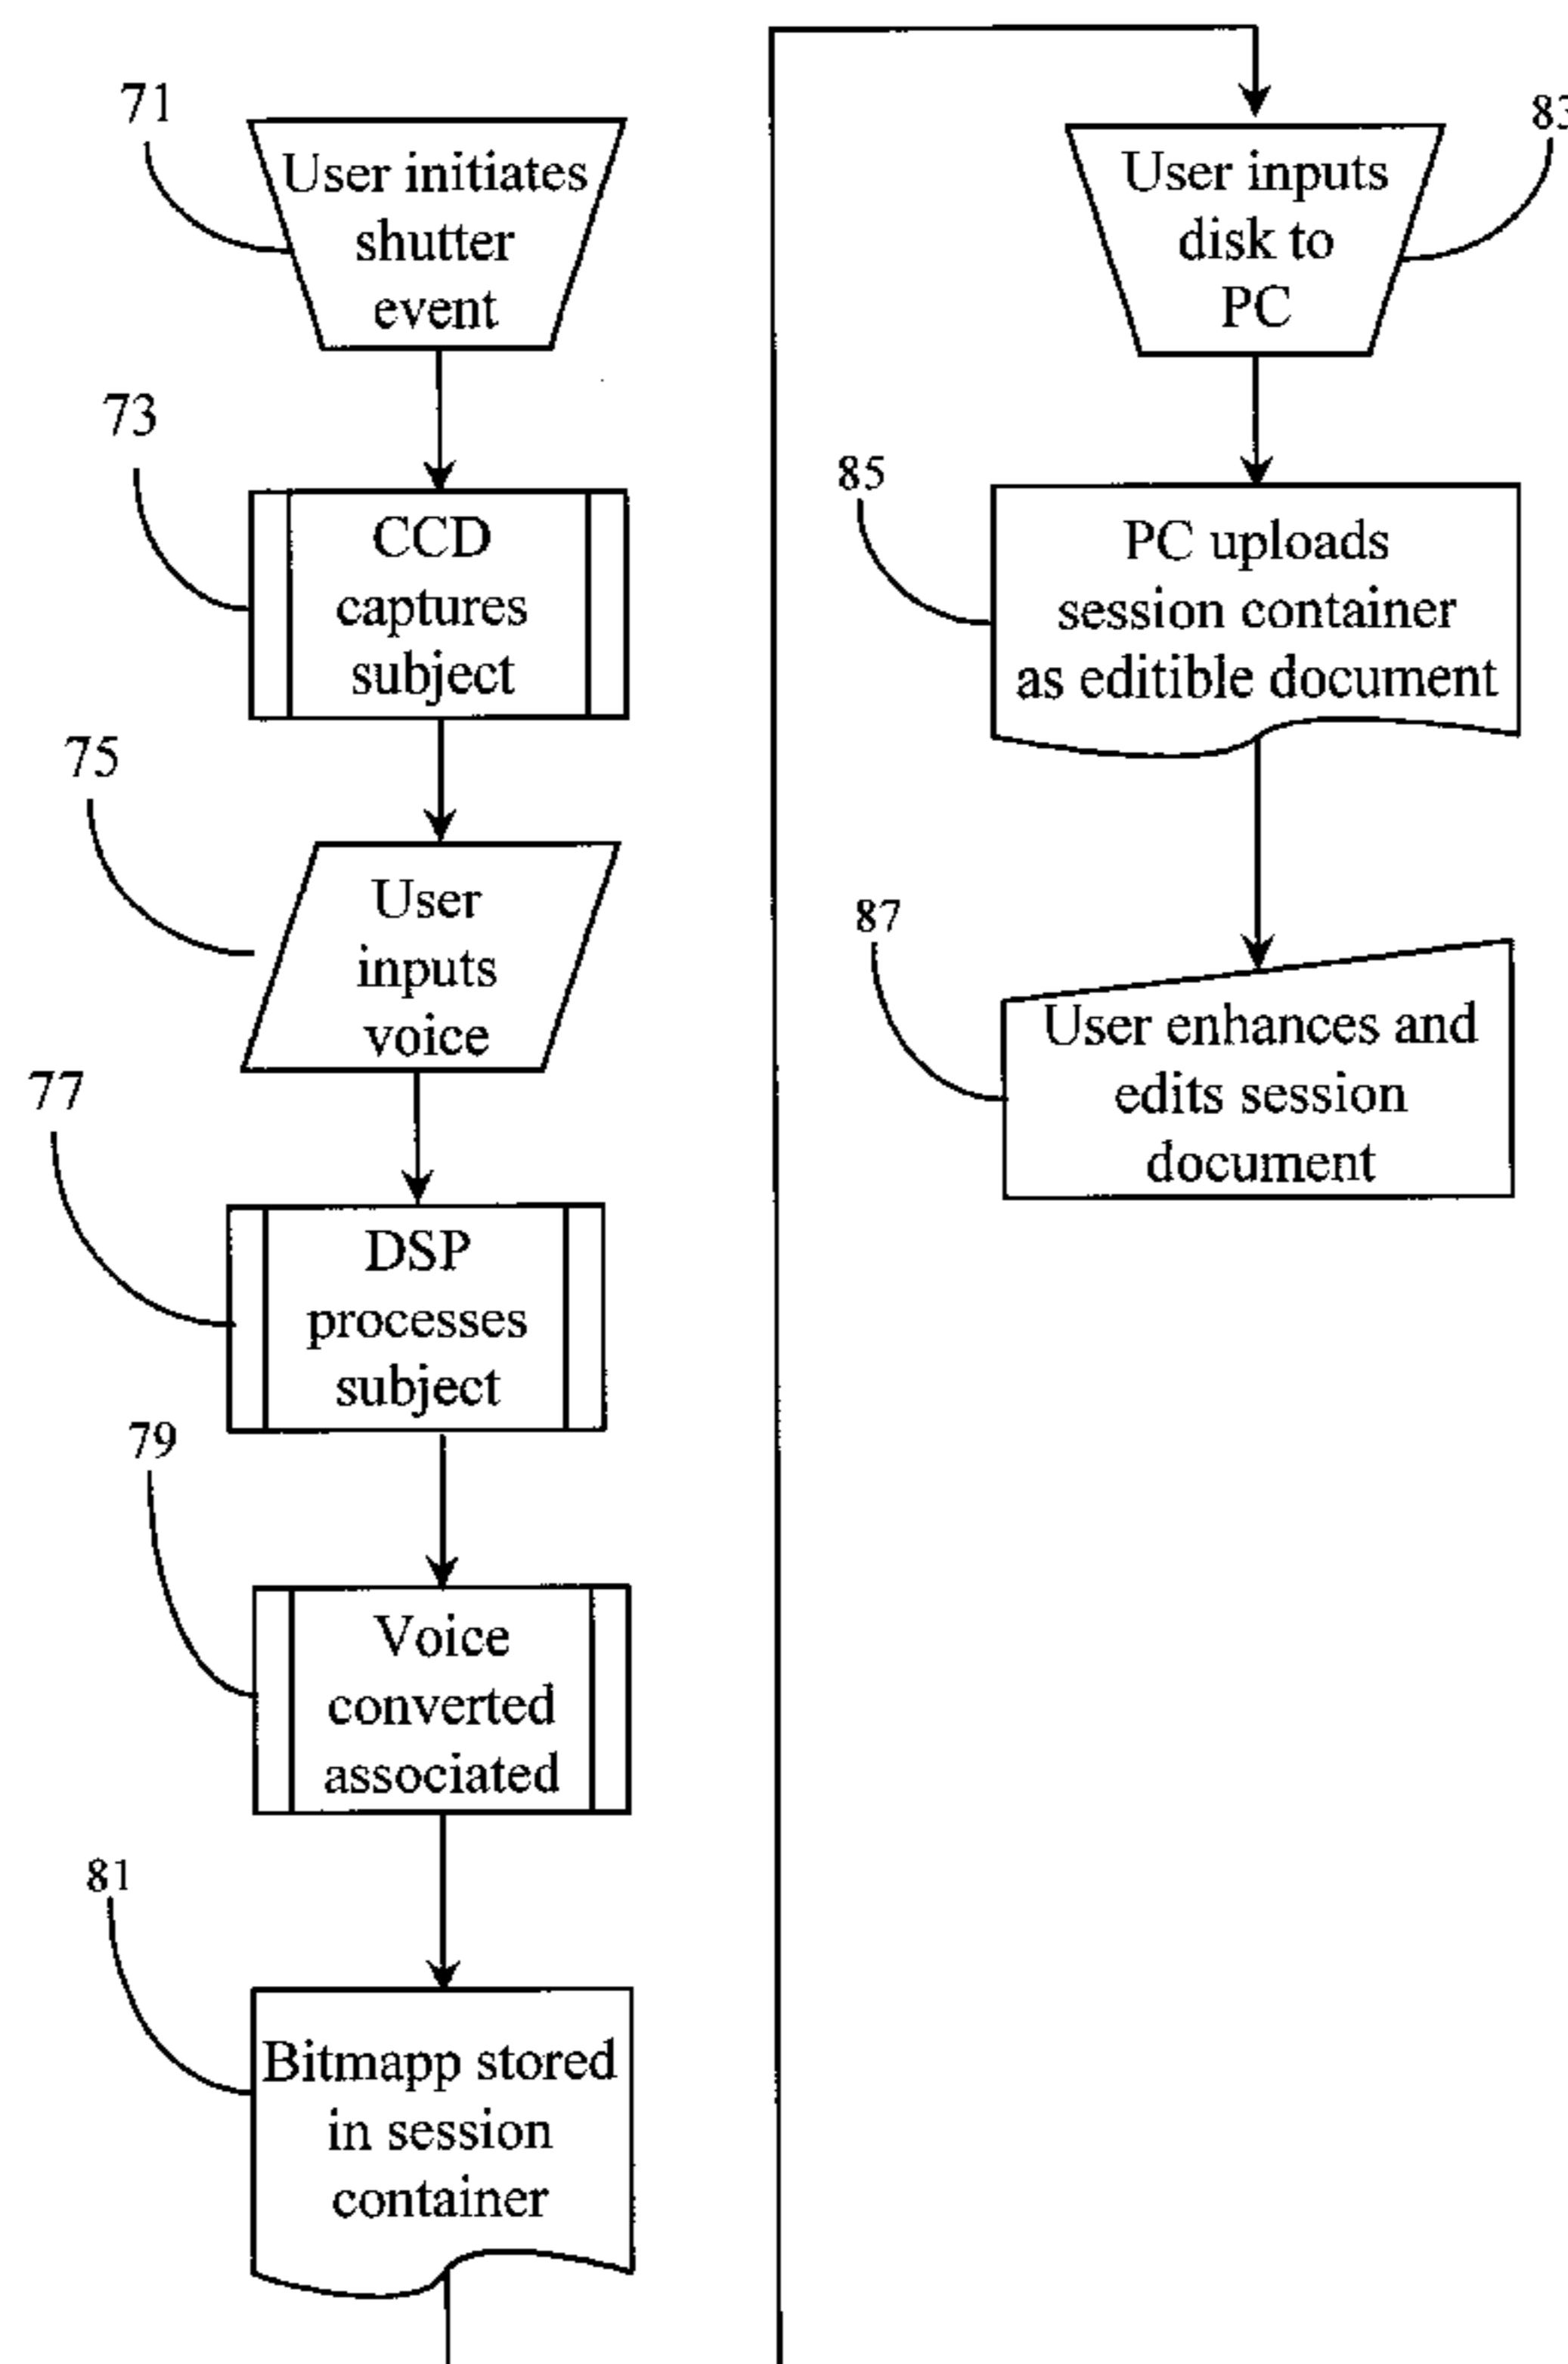 71
User initiates
shutter
event
73
CCD
captures
subject
75
User
inputs
voice
77
DSP
processes
subject
79
Voice
converted
associated
81
Bitmapp stored
in session
container
83
User inputs
disk to
PC
85
PC uploads
session container
as editible document
87
User enhances and
edits session
document